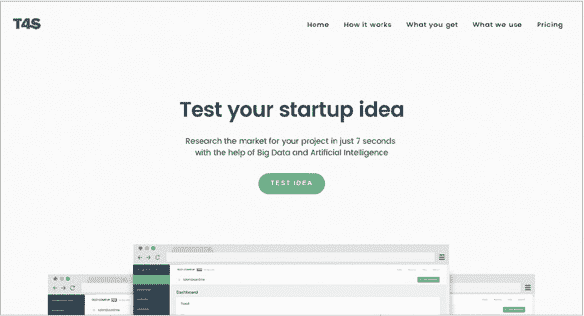 T4S
Home How it works What you get What we use Pricing
Test your startup idea
Research the market for your project in just 7 seconds
with the help of Big Data and Artificial Intelligence
TEST IDEA
Dashboard